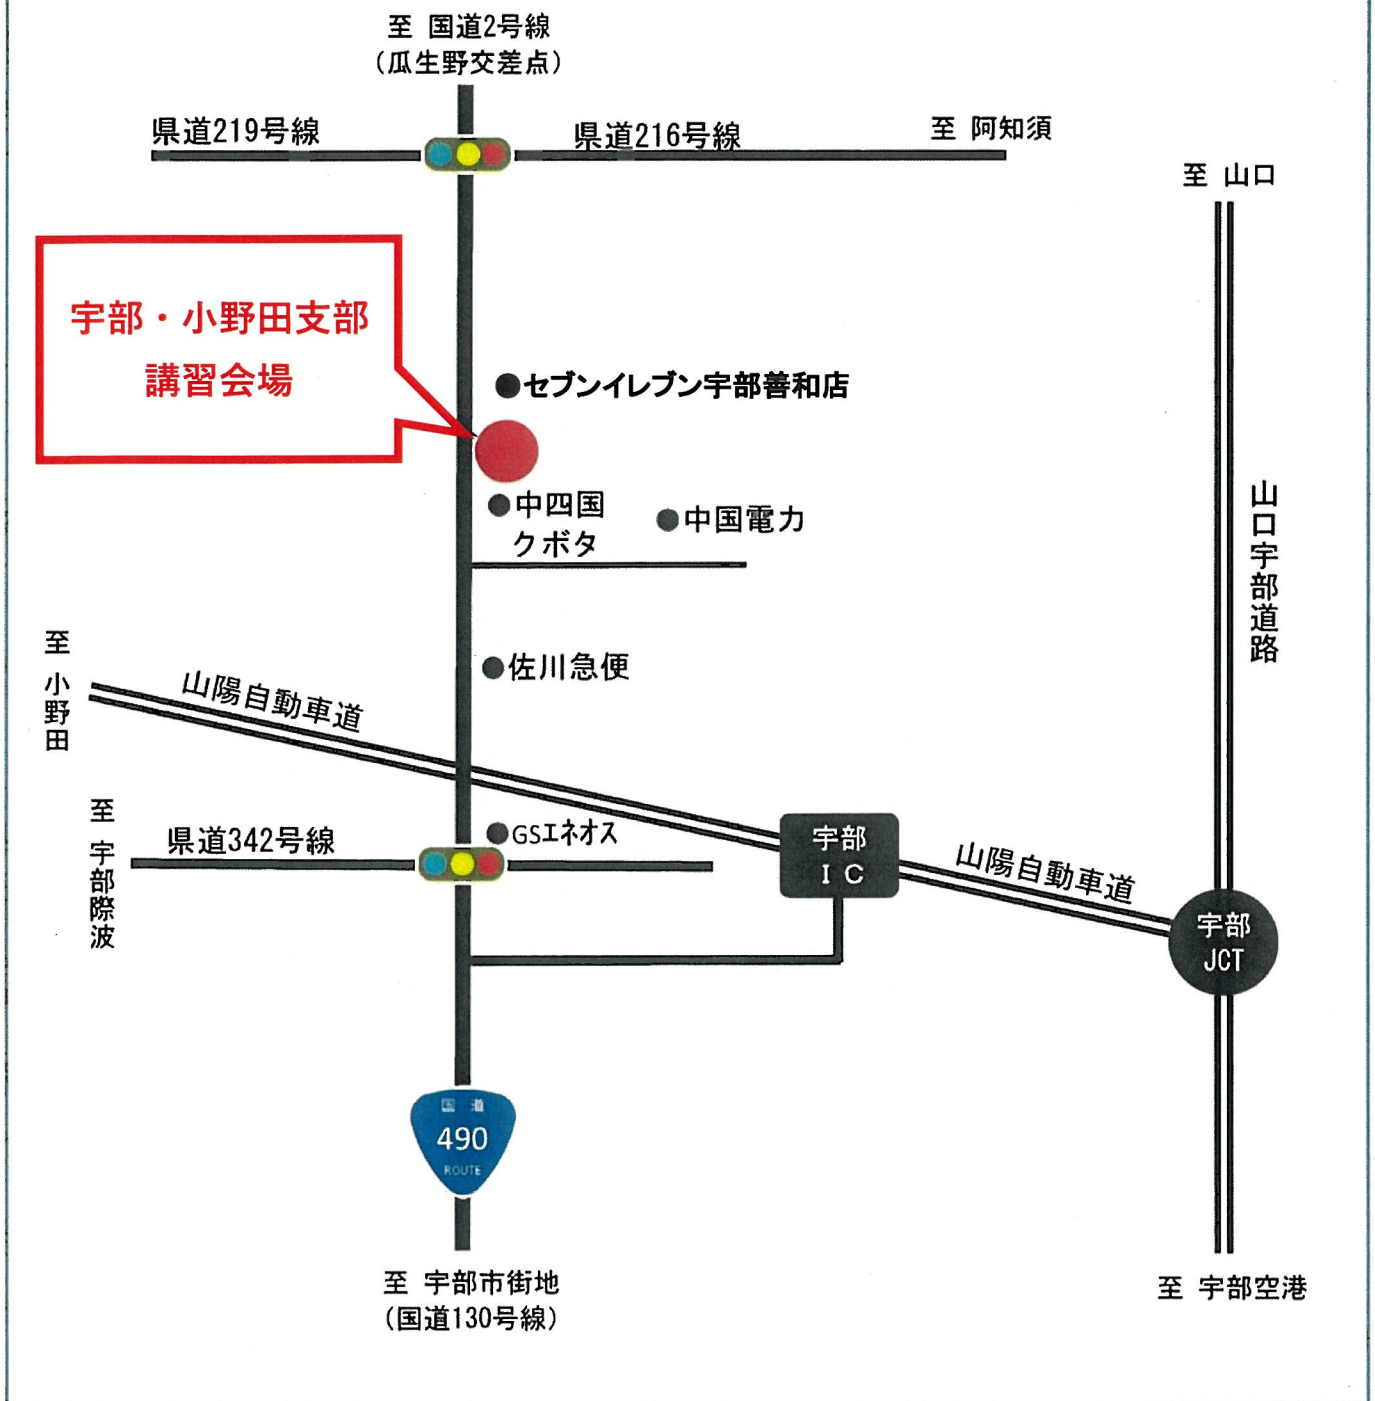 至 国道2号線
（瓜生野交差点）
県道219号線
県道216号線
至 阿知須
至 山口
宇部・小野田支部
講習会場
セブンイレブン宇部善和店
中四国
クボタ
中国電力
山口宇部道路
佐川急便
至 小野田
山陽自動車道
至 宇部際波
県道342号線
GSエネオス
宇部
ＩＣ
山陽自動車道
宇部
JCT
国道
490
ROUTE
至 宇部市街地
（国道130号線）
至 宇部空港